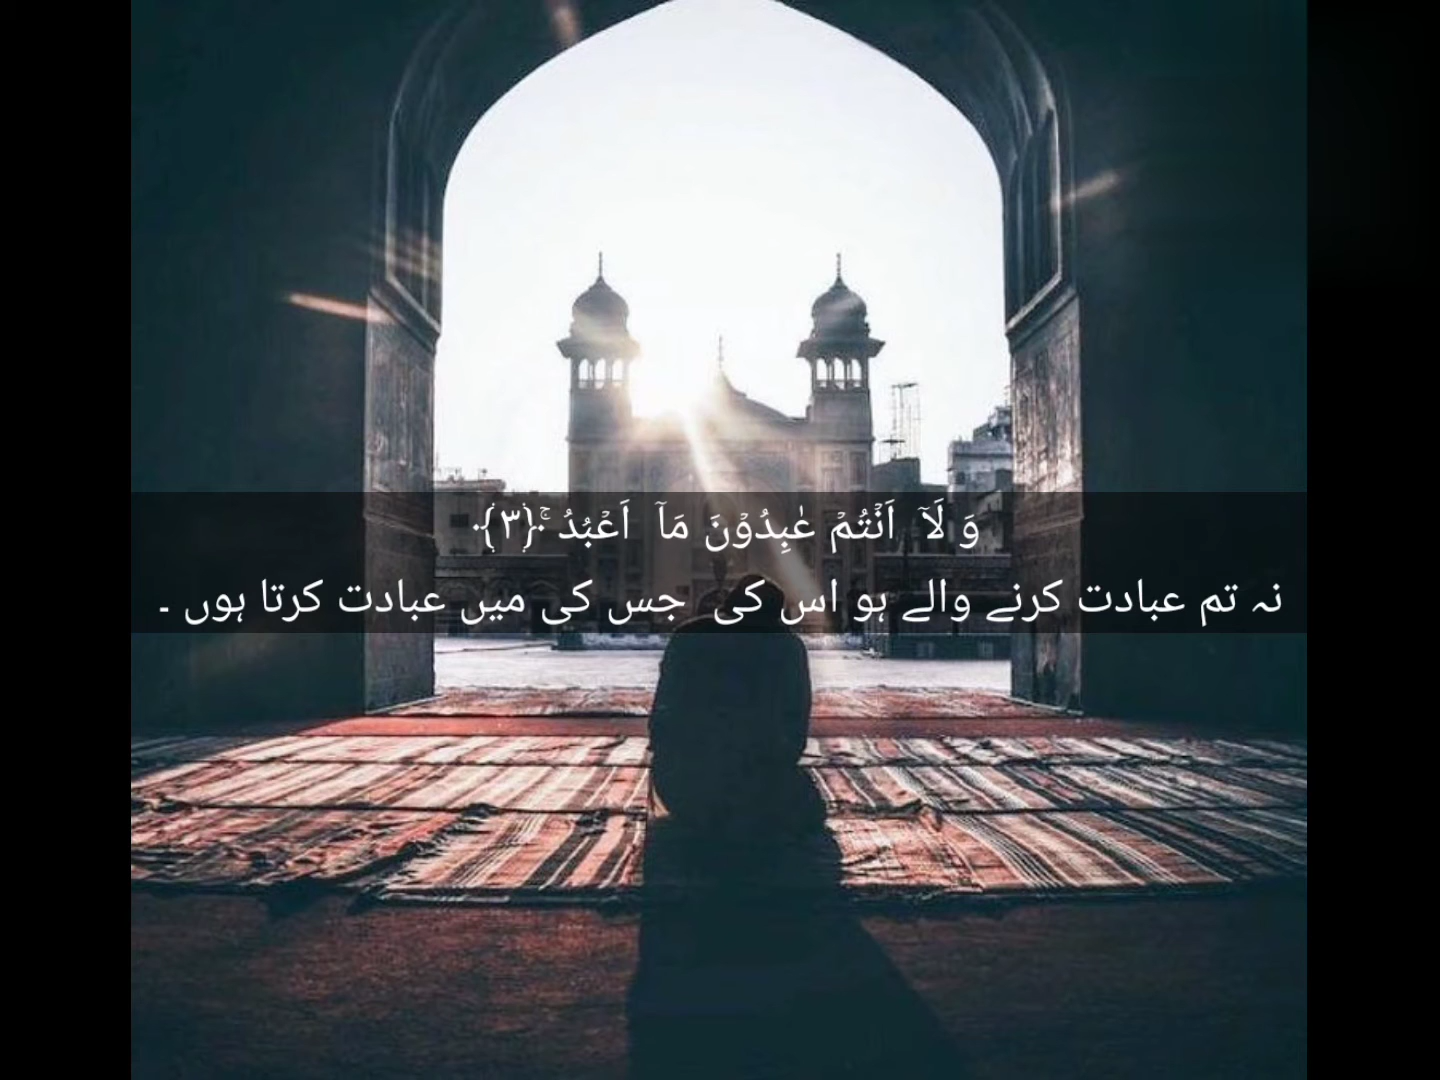 وَ لَاۤ اَنۡتُمۡ عٰبِدُوۡنَ مَاۤ اَعۡبُدُ ۚ﴿۳﴾
نہ تم عبادت کرنے والے ہو اس کی جس کی میں عبادت کرتا ہوں ۔